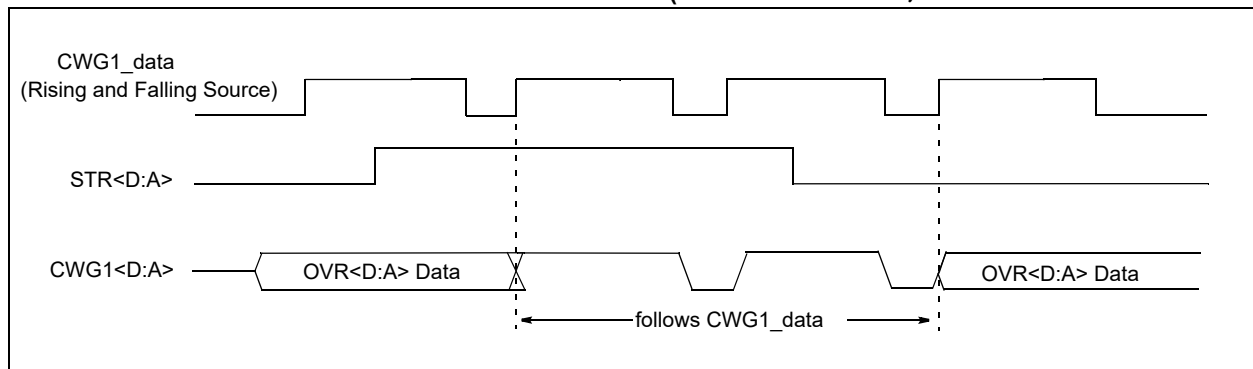 CWG1_data
(Rising and Falling Source)
STR<D:A>
CWG1<D:A>
OVR<D:A> Data
OVR<D:A> Data
follows CWG1_data